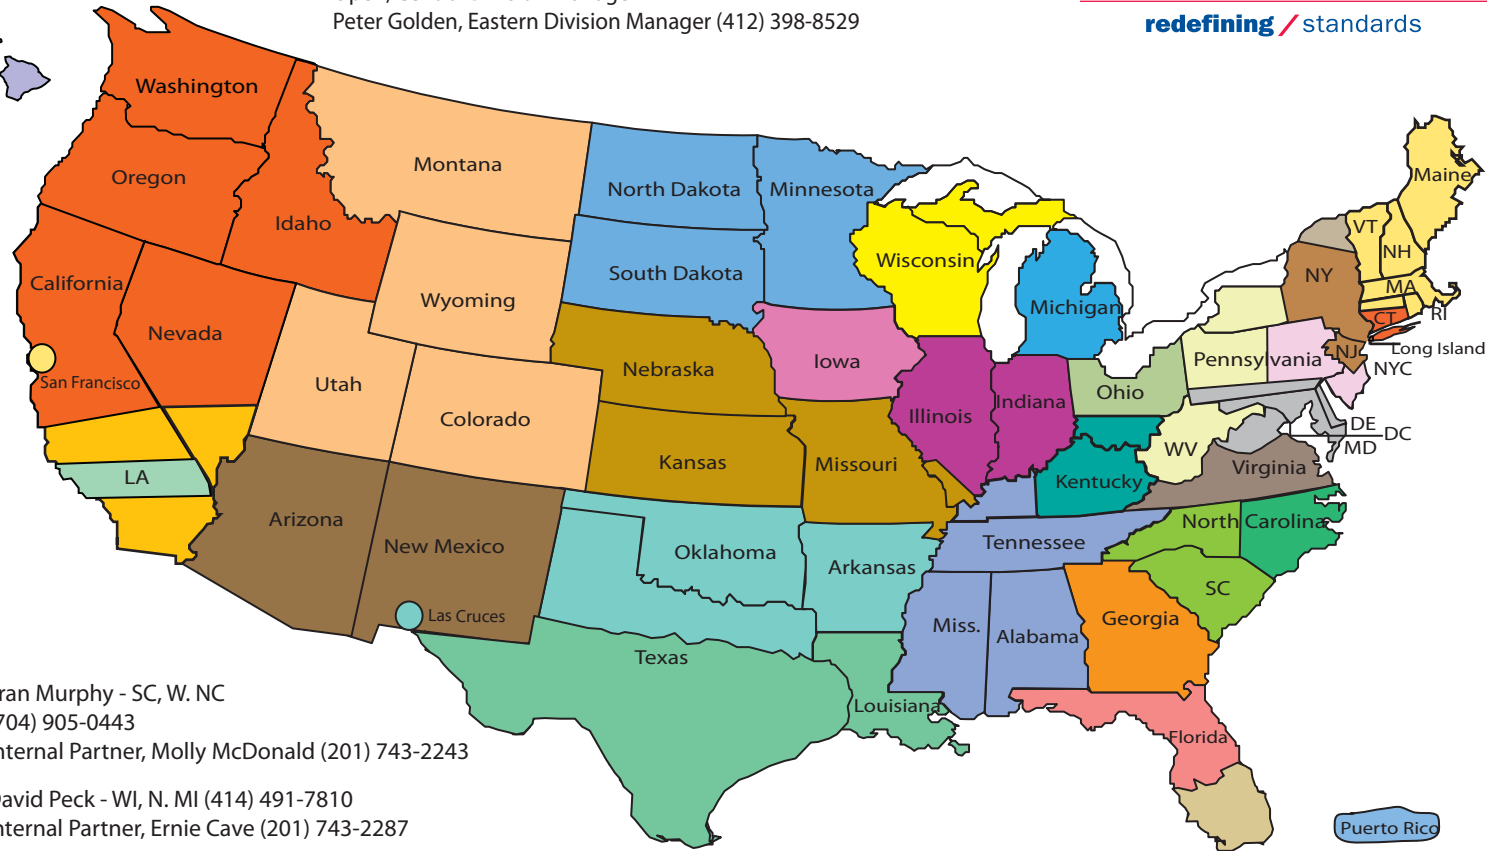 Peter Golden, Eastern Division Manager (412) 398-8529
redefining / standards
Washington
Oregon
Idaho
Montana
North Dakota
Minnesota
Maine
VT
NH
MA
CT
RI
NY
Long Island
NYC
NJ
California
Nevada
San Francisco
LA
Utah
Wyoming
Colorado
South Dakota
Wisconsin
Michigan
Nebraska
Iowa
Illinois
Indiana
Ohio
Pennsylvania
DE
DC
MD
WV
Virginia
Kansas
Missouri
Kentucky
Arizona
New Mexico
Las Cruces
Oklahoma
Arkansas
Tennessee
North Carolina
SC
Miss.
Alabama
Georgia
Texas
Louisiana
Florida
Puerto Rico
ran Murphy - SC, W. NC
704) 905-0443
nternal Partner, Molly McDonald (201) 743-2243
David Peck - WI, N. MI (414) 491-7810
nternal Partner, Ernie Cave (201) 743-2287